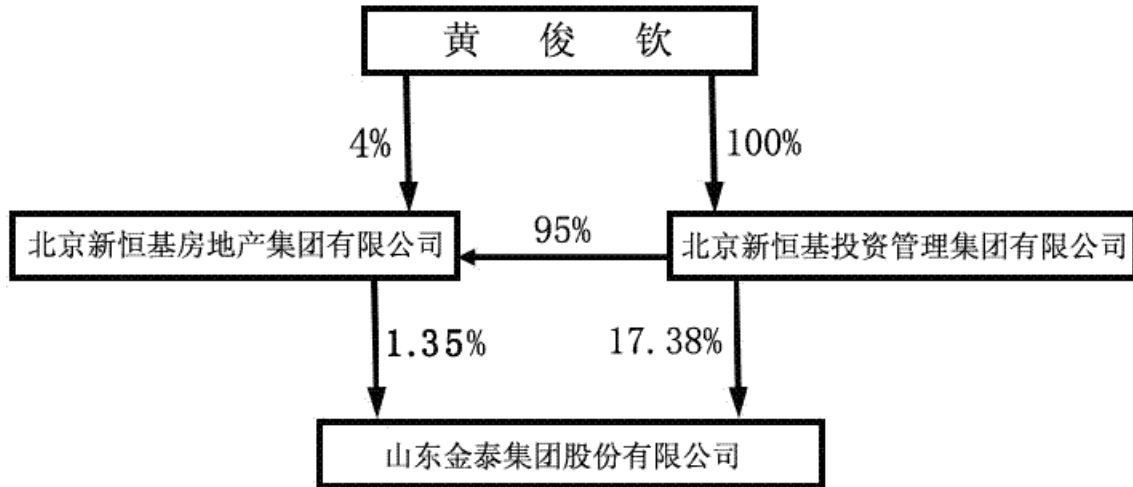 黄 俊 钦
4%
100%
北京新恒基房地产集团有限公司
95%
北京新恒基投资管理集团有限公司
1.35%
17.38%
山东金泰集团股份有限公司